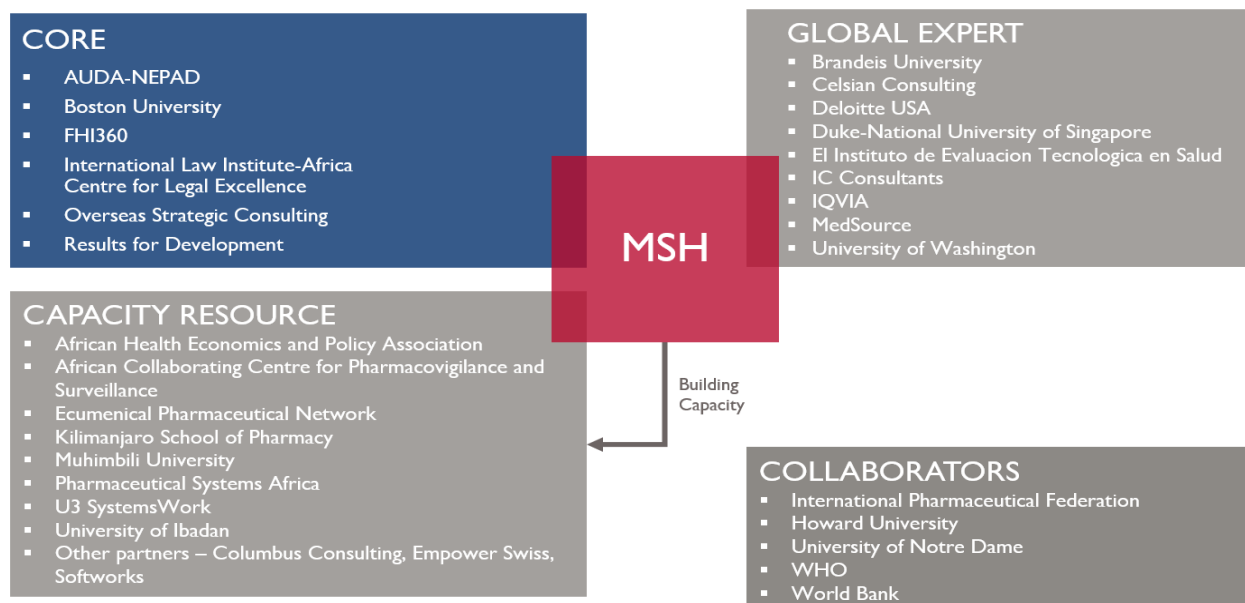 CORE
▪ AUDA-NEPAD
▪ Boston University
▪ FHI360
▪ International Law Institute-Africa
Centre for Legal Excellence
▪ Overseas Strategic Consulting
▪ Results for Development
GLOBAL EXPERT
▪ Brandeis University
▪ Celsian Consulting
▪ Deloitte USA
▪ Duke-National University of Singapore
▪ El Instituto de Evaluacion Tecnologica en Salud
▪ IC Consultants
▪ IQVIA
▪ MedSource
▪ University of Washington
MSH
CAPACITY RESOURCE
▪ African Health Economics and Policy Association
▪ African Collaborating Centre for Pharmacovigilance and
Surveillance
▪ Ecumenical Pharmaceutical Network
▪ Kilimanjaro School of Pharmacy
▪ Muhimbili University
▪ Pharmaceutical Systems Africa
▪ U3 SystemsWork
▪ University of Ibadan
▪ Other partners – Columbus Consulting, Empower Swiss,
Softworks
Building
Capacity
COLLABORATORS
▪ International Pharmaceutical Federation
▪ Howard University
▪ University of Notre Dame
▪ WHO
▪ World Bank